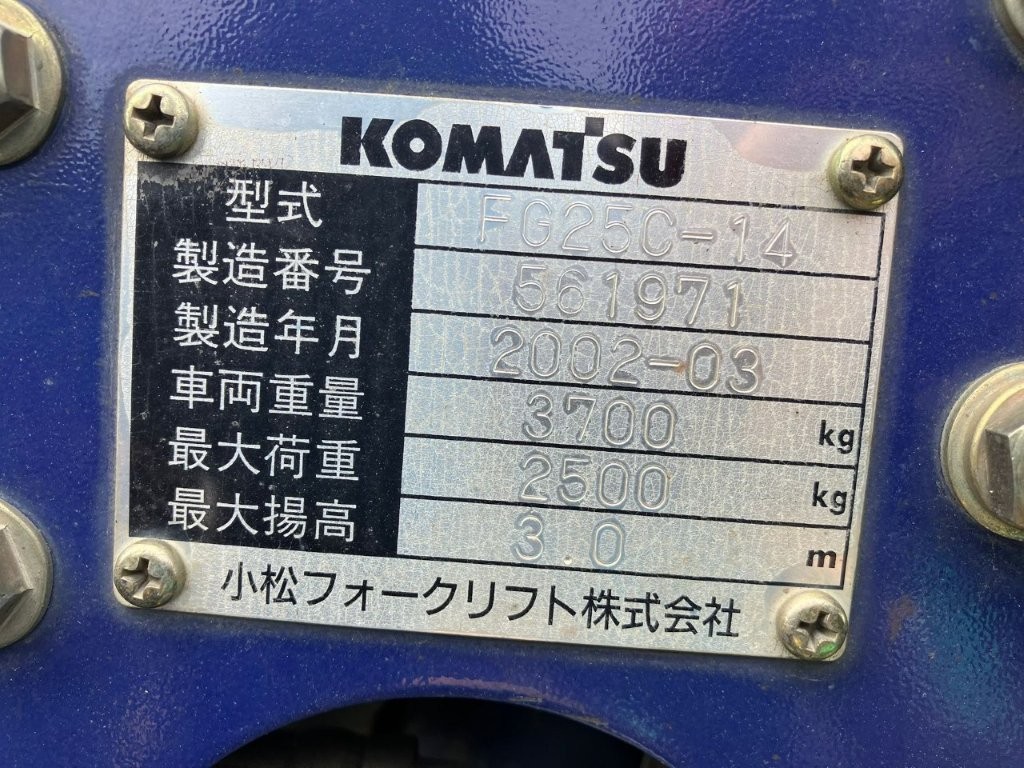 KOMATSU
型式 FG25C-14
製造番号 561971
製造年月 2002-03
車両重量 3700 kg
最大荷重 2500 kg
最大揚高 3.0 m
小松フォークリフト株式会社